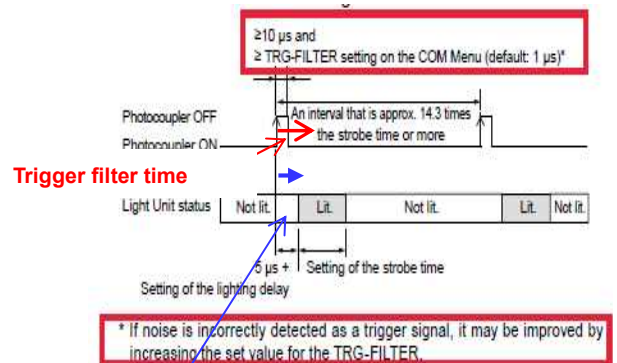 ≥10 µs and
≥ TRG-FILTER setting on the COM Menu (default: 1 µs)*
Photocoupler OFF
An interval that is approx. 14.3 times
Photocoupler ON
the strobe time or more
Trigger filter time
Light Unit status
Not lit.
Lit.
Not lit.
Lit.
Not lit.
5 µs +
Setting of the strobe time
Setting of the lighting delay
* If noise is incorrectly detected as a trigger signal, it may be improved by
increasing the set value for the TRG-FILTER.